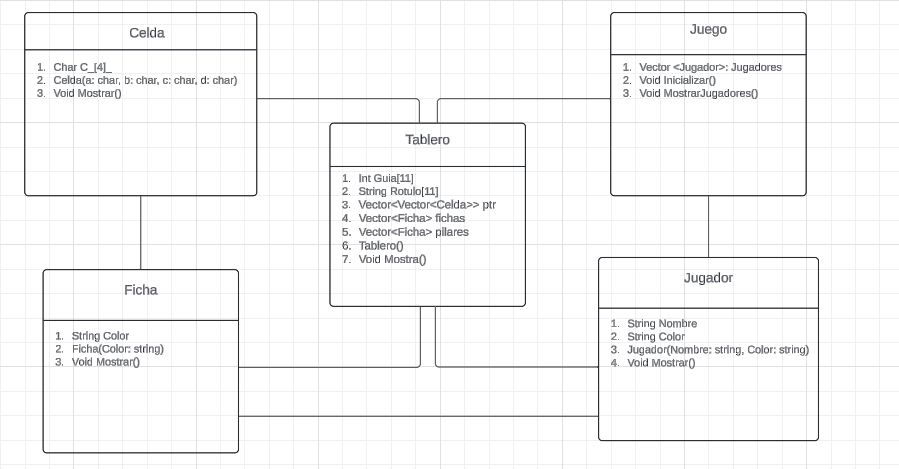 Celda
1. Char C_[4]_
2. Celda(a: char, b: char, c: char, d: char)
3. Void Mostrar()
Juego
1. Vector <Jugador>: Jugadores
2. Void Inicializar()
3. Void MostrarJugadores()
Tablero
1. Int Guia[11]
2. String Rotulo[11]
3. Vector<Vector<Celda>> ptr
4. Vector<Ficha> fichas
5. Vector<Ficha> pilares
6. Tablero()
7. Void Mostra()
Ficha
1. String Color
2. Ficha(Color: string)
3. Void Mostrar()
Jugador
1. String Nombre
2. String Color
3. Jugador(Nombre: string, Color: string)
4. Void Mostrar()